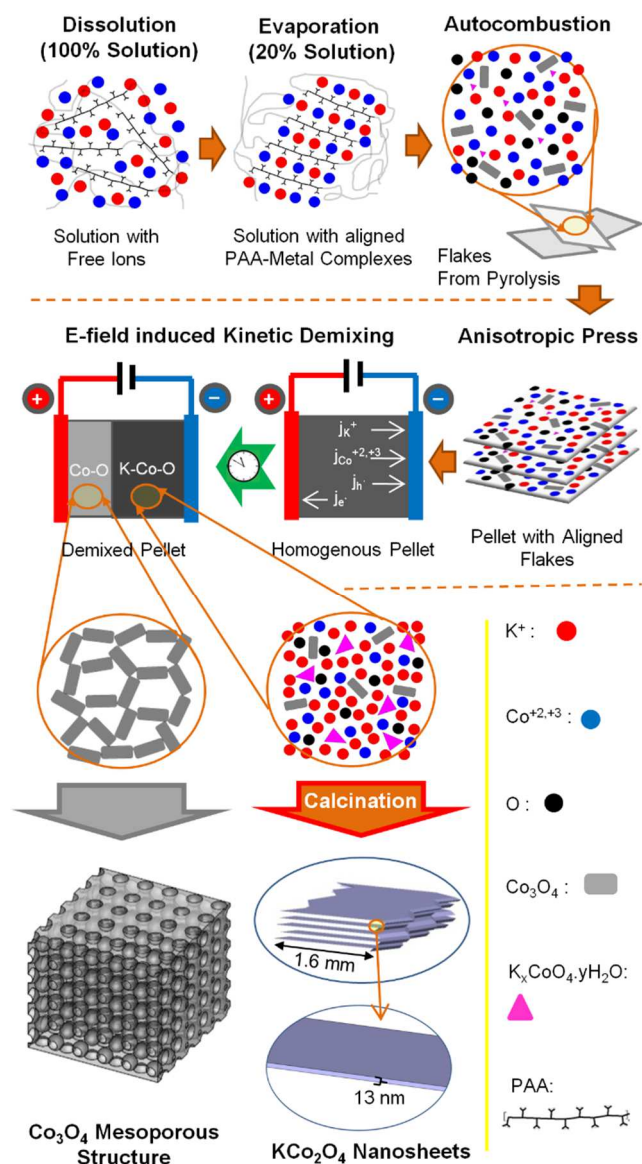 Dissolution
(100% Solution)
Evaporation
(20% Solution)
Autocombustion
Solution with
Free Ions
Solution with aligned
PAA-Metal Complexes
Flakes
From Pyrolysis
E-field induced Kinetic Demixing
Anisotropic Press
+
−
Co-O
K-Co-O
Demixed Pellet
+
−
jK+
jCo+2,+3
jh˙
je'
Homogenous Pellet
Pellet with Aligned
Flakes
K+ :
Co+2,+3 :
O :
Co3O4 :
KxCoO4.yH2O:
PAA:
Calcination
1.6 mm
13 nm
Co3O4 Mesoporous
Structure
KCo2O4 Nanosheets